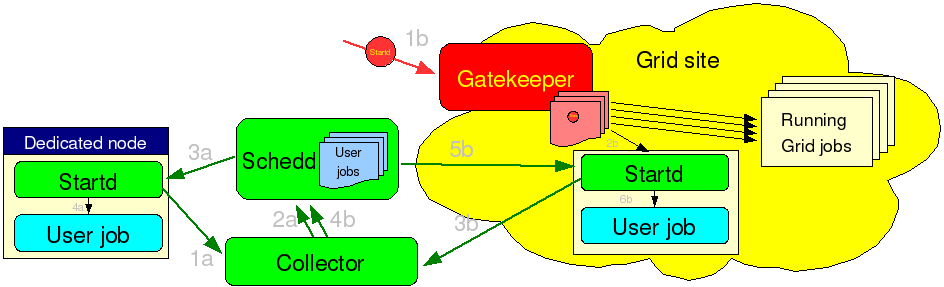 1b
Startd
Gatekeeper
Grid site
Running
Grid jobs
Dedicated node
Startd
4a
User job
3a
Schedd
User
jobs
5b
2b
Startd
6b
User job
2a
4b
3b
1a
Collector